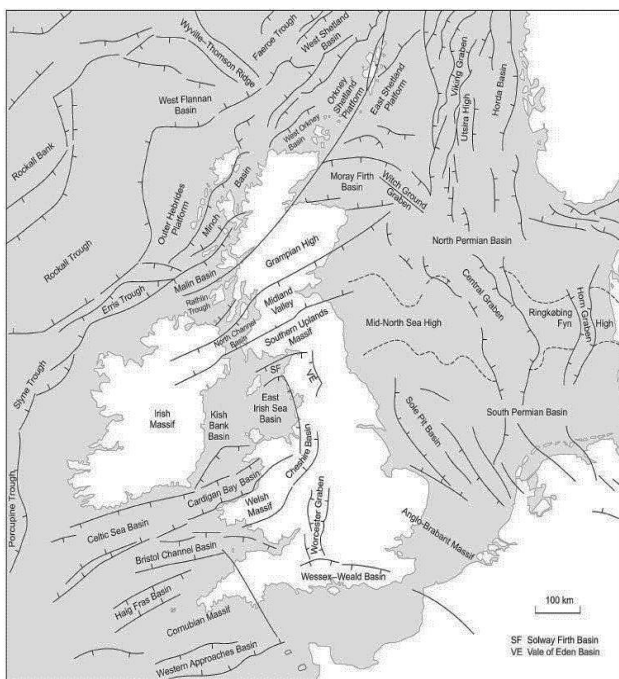 Wyville–Thomson Ridge
Faeroe Trough
West Shetland
Basin
West Flannan
Basin
Orkney
Shetland
Platform
East Shetland
Platform
Viking Graben
Utsira High
Horda Basin
West Orkney
Basin
Rockall Bank
Outer Hebrides
Platform
Minch
Basin
Moray Firth
Basin
Witch Ground
Graben
Rockall Trough
Grampian High
North Permian Basin
Erris Trough
Malin Basin
Rathlin
Trough
Midland
Valley
North Channel
Basin
Southern Uplands
Massif
Mid-North Sea High
Central Graben
Ringkøbing
Fyn
Horn Graben
High
Slyne Trough
SF
VE
Irish
Massif
Kish
Bank
Basin
East
Irish Sea
Basin
Cheshire Basin
Sole Pit Basin
South Permian Basin
Porcupine Trough
Cardigan Bay Basin
Welsh
Massif
Celtic Sea Basin
Worcester Graben
Anglo-Brabant Massif
Bristol Channel Basin
Wessex–Weald Basin
Haig Fras Basin
Cornubian Massif
Western Approaches Basin
100 km
SF Solway Firth Basin
VE Vale of Eden Basin